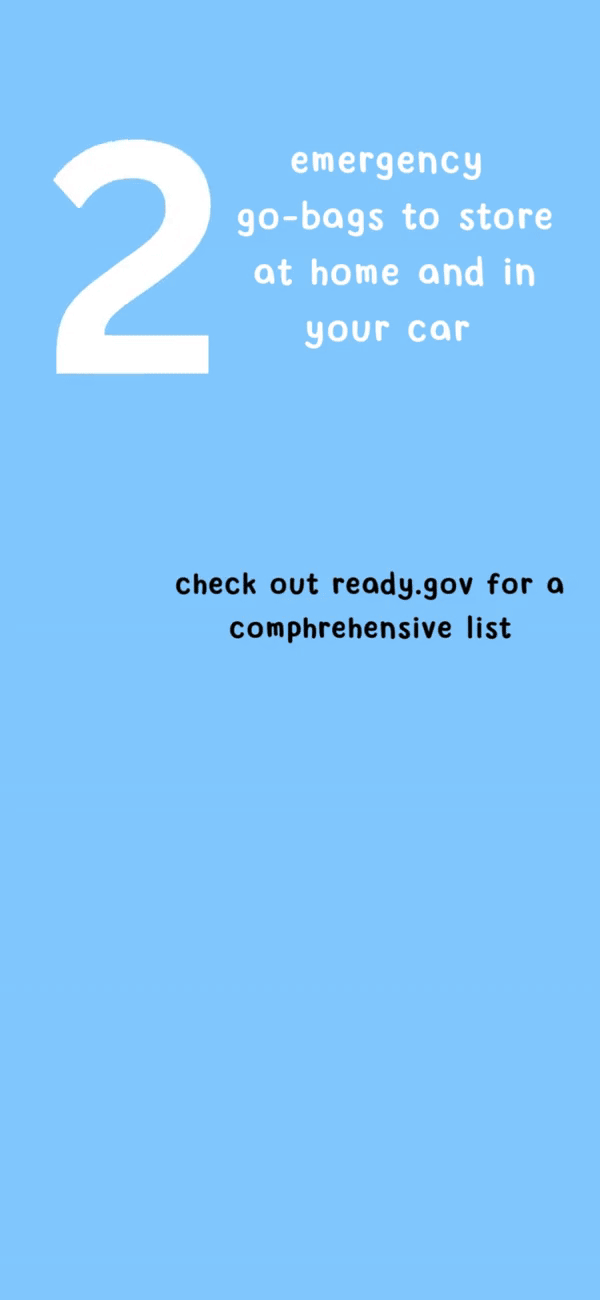 2
emergency
go-bags to store
at home and in
your car
check out ready.gov for a
comphrehensive list